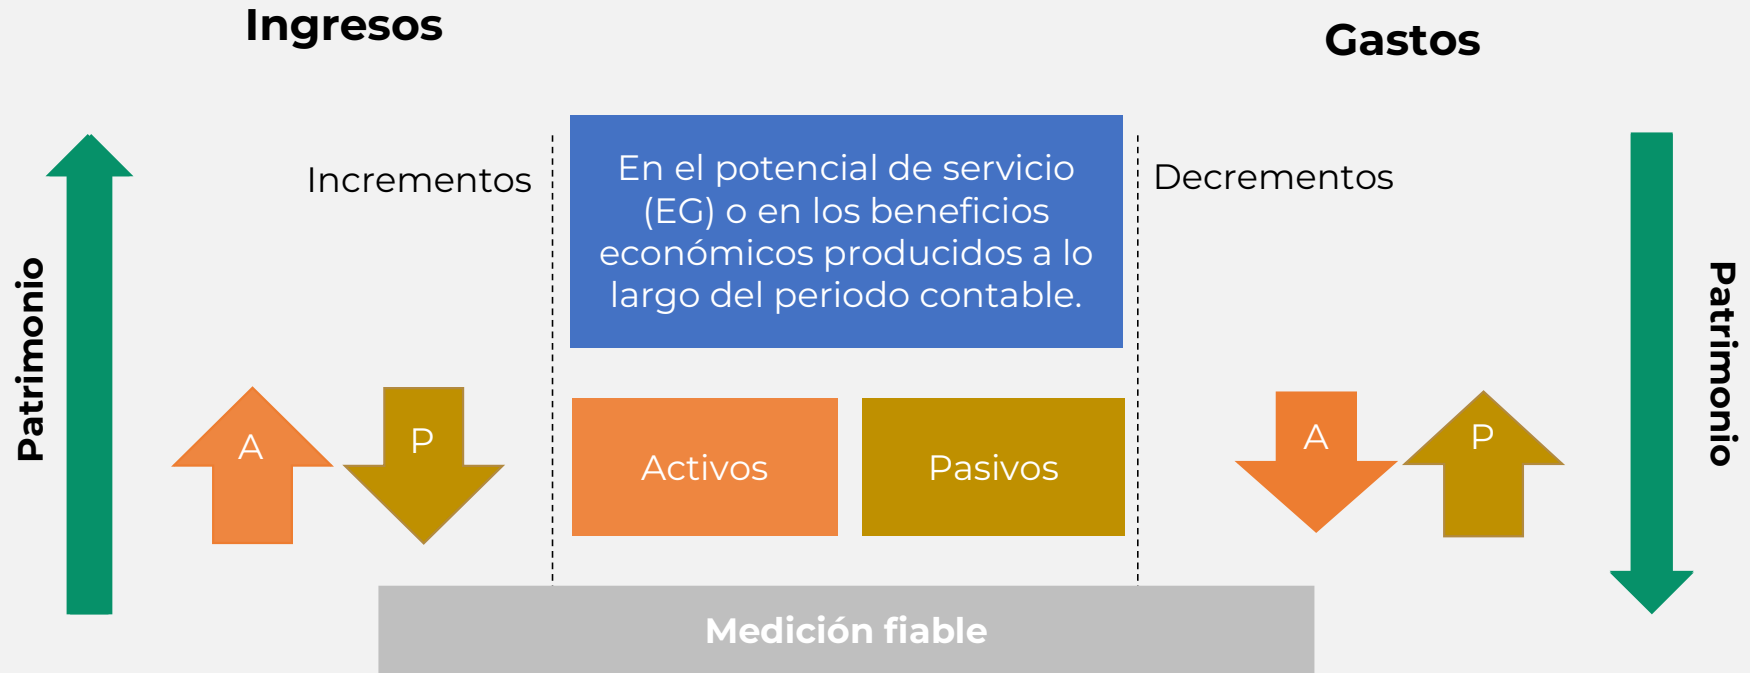 Ingresos
Gastos
Incrementos
En el potencial de servicio
(EG) o en los beneficios
económicos producidos a lo
largo del periodo contable.
Decrementos
Patrimonio
Patrimonio
A
P
Activos
Pasivos
A
P
Medición fiable